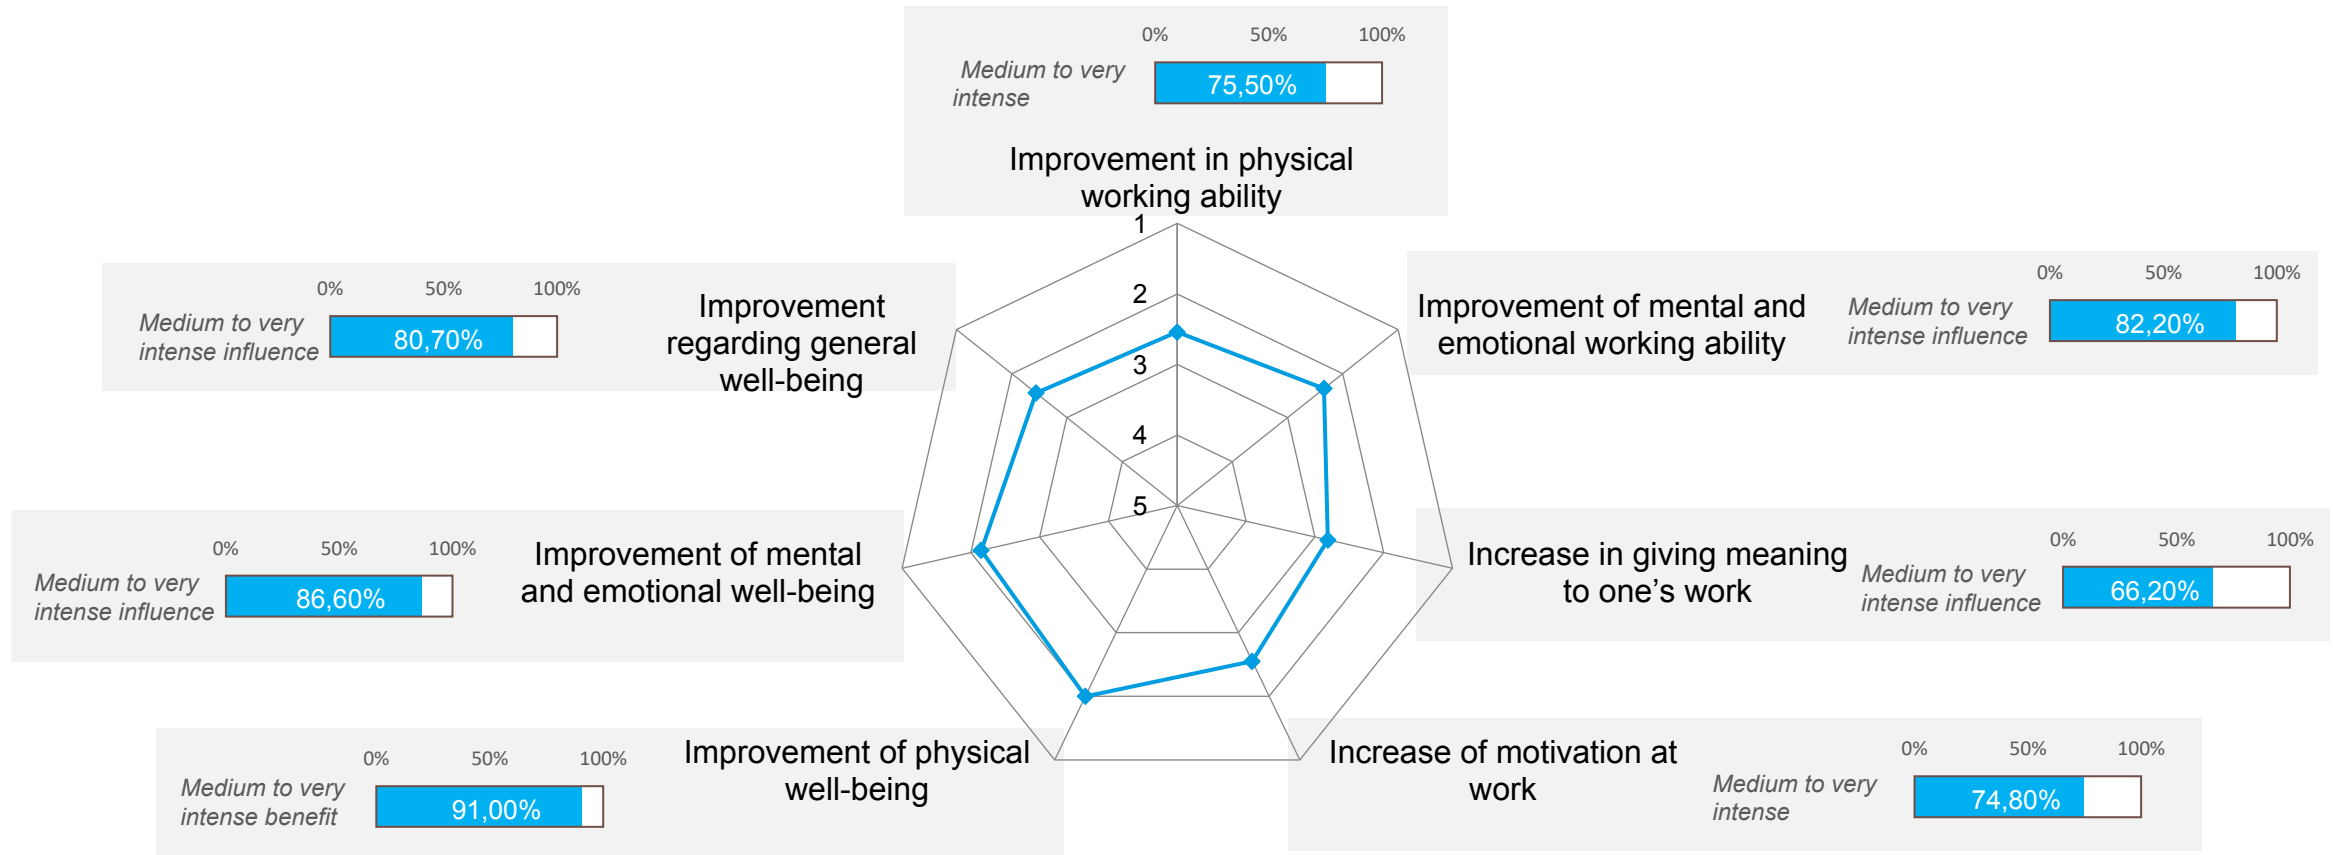 0% 50% 100%
Medium to very
intense
75,50%
Improvement in physical
working ability
1
2
3
4
5
0% 50% 100%
Medium to very
intense influence
80,70%
Improvement
regarding general
well-being
Improvement of mental and
emotional working ability
0% 50% 100%
Medium to very
intense influence
82,20%
0% 50% 100%
Medium to very
intense influence
86,60%
Improvement of mental
and emotional well-being
Increase in giving meaning
to one’s work
0% 50% 100%
Medium to very
intense influence
66,20%
0% 50% 100%
Medium to very
intense benefit
91,00%
Improvement of physical
well-being
Increase of motivation at
work
0% 50% 100%
Medium to very
intense
74,80%